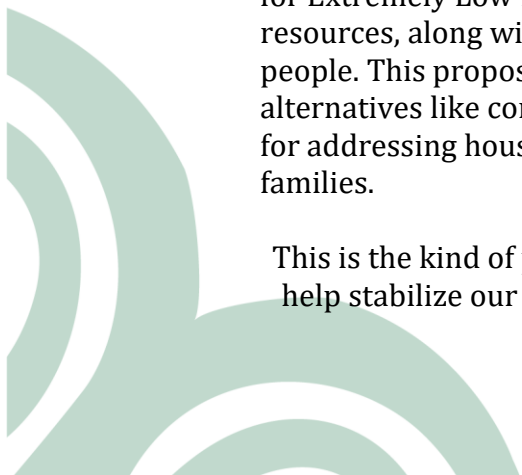 for Extremely Low
resources, along wi
people. This propos
alternatives like co
for addressing hous
families.
This is the kind of
help stabilize our